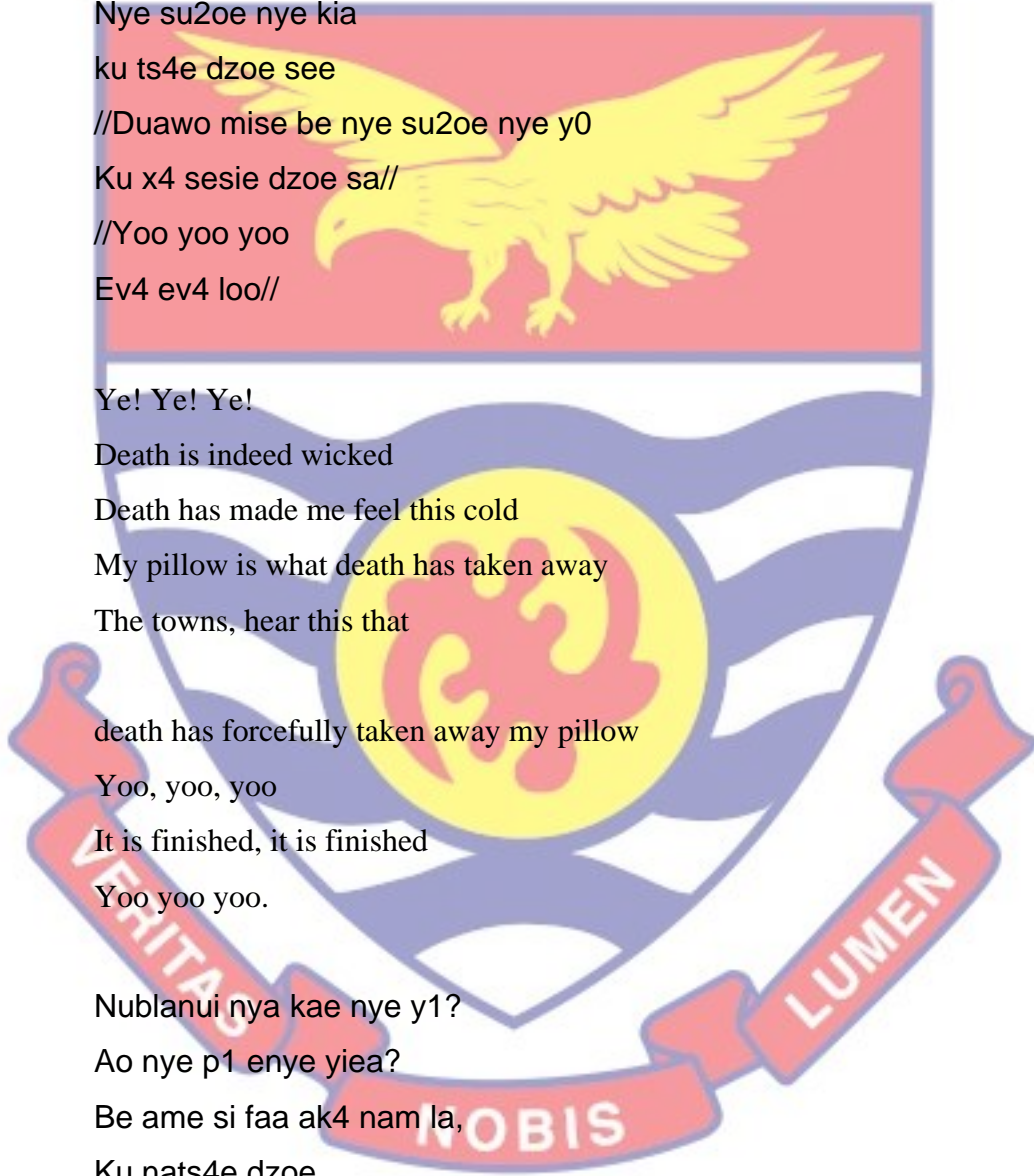 Nye su2oe nye kia
ku ts4e dzoe see
//Duawo mise be nye su2oe nye y0
Ku x4 sesie dzoe sa//
//Yoo yoo yoo
Ev4 ev4 loo//
Ye! Ye! Ye!
Death is indeed wicked
Death has made me feel this cold
My pillow is what death has taken away
The towns, hear this that
death has forcefully taken away my pillow
Yoo, yoo, yoo
It is finished, it is finished
Yoo yoo yoo.
Nublanui nya kae nye y1?
Ao nye p1 enye yiea?
Be ame si faa ak4 nam la,
Ku nats4e dzoe
VERITAS
NOBIS
LUMEN